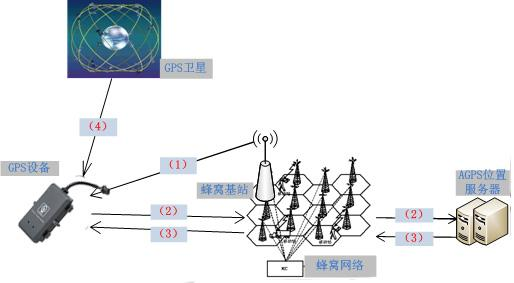 GPS卫星
(4)
(1)
GPS设备
蜂窝基站
AGPS位置
服务器
(2)
(2)
(3)
(3)
蜂窝网络